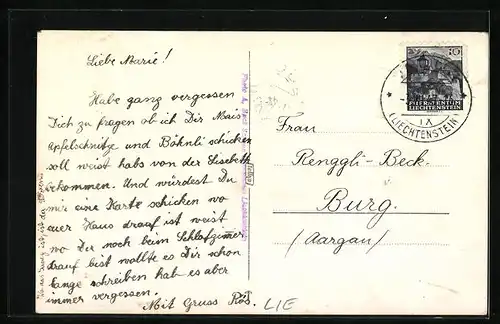 Liebe Marie!
Habe ganz vergessen
Dich zu fragen ob ich Dir Mais
Apfelschnitze und Böhnli schicken
soll weist habs von der Lisebeth
bekommen. Und würdest Du
mir eine Karte schicken wo
euer Haus drauf ist weist
wo Du noch beim Schlafzimmer
drauf bist wollte es Dir schon
lange schreiben hab es aber
immer vergessen.
Mit Gruss Rös.
LIE
10
FÜRSTENTUM
LIECHTENSTEIN
IX
(LIECHTENSTEIN)
Frau
Renggli-Beck.
Burg.
(Aargau)